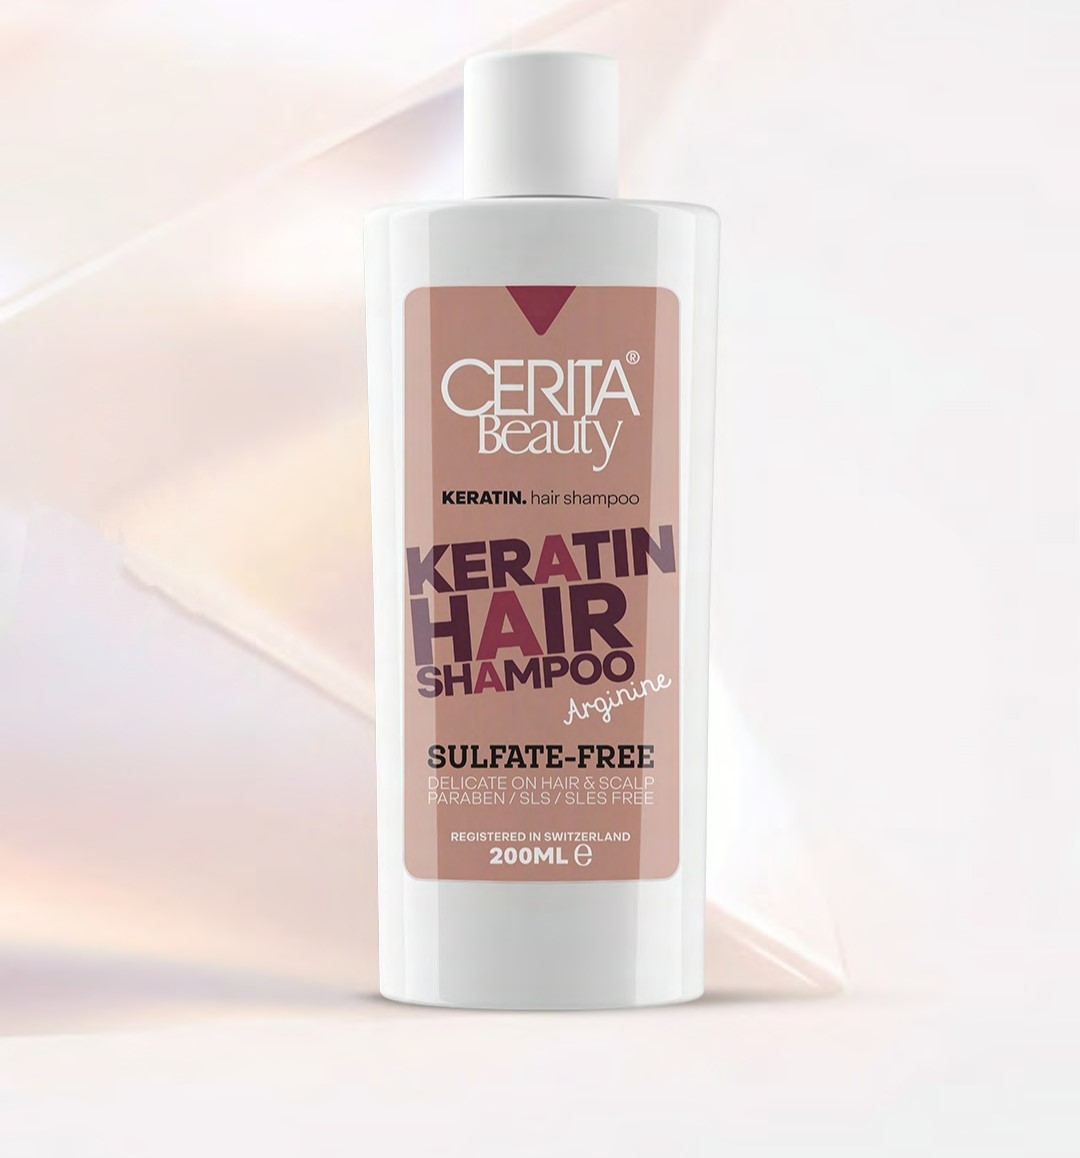 CERITA®
Beauty
KERATIN. hair shampoo
KERATIN
HAIR
SHAMPOO
Arginine
SULFATE-FREE
DELICATE ON HAIR & SCALP
PARABEN / SLS / SLES FREE
REGISTERED IN SWITZERLAND
200ML ℮